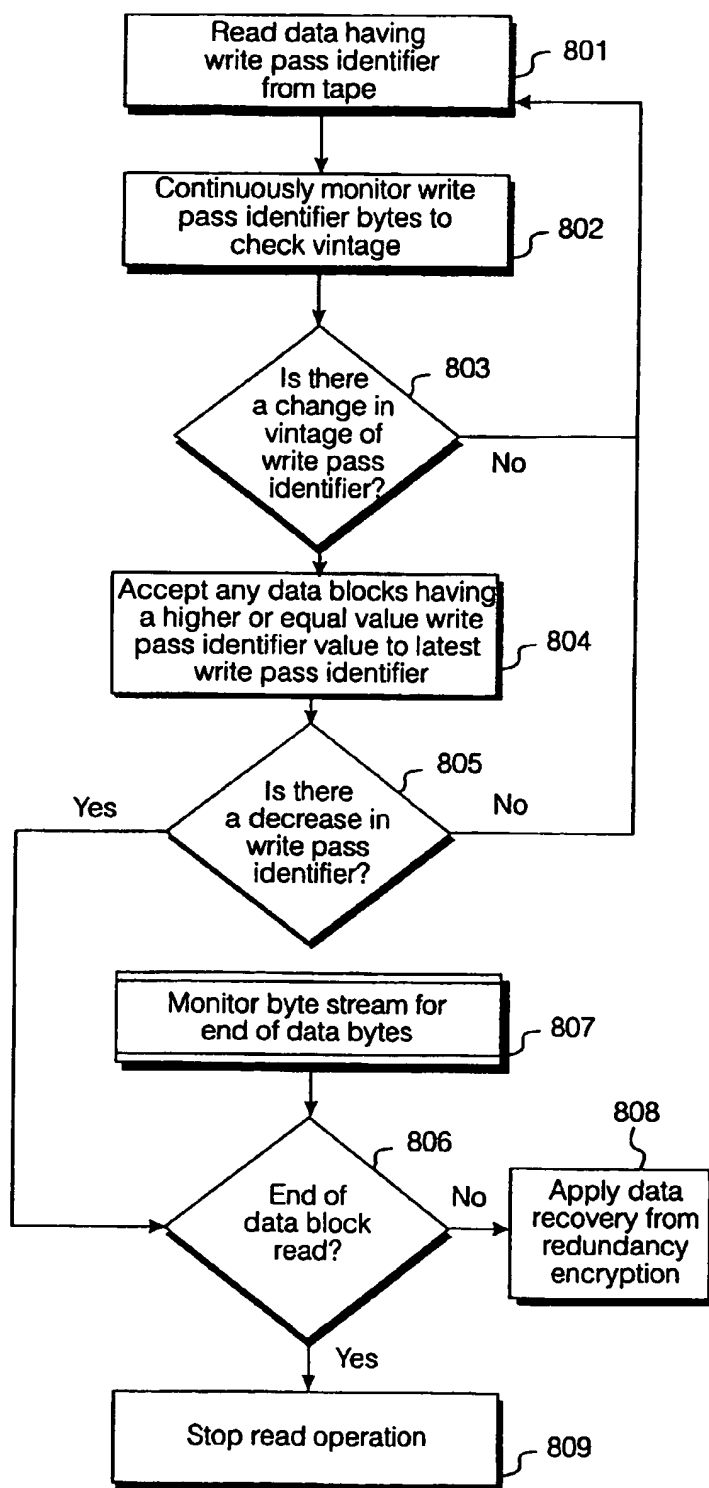 Read data having
write pass identifier
from tape
801
Continuously monitor write
pass identifier bytes to
check vintage
802
803
Is there
a change in
vintage of
write pass
identifier?
No
Accept any data blocks having
a higher or equal value write
pass identifier value to latest
write pass identifier
804
805
Yes
Is there
a decrease in
write pass
identifier?
No
Monitor byte stream for
end of data bytes
807
806
808
End of
data block
read?
No
Apply data
recovery from
redundancy
encryption
Yes
Stop read operation
809